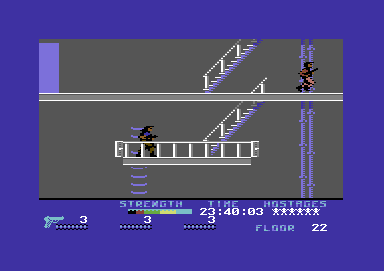 STRENGTH TIME HOSTAGES
23:40:03 ******
3 3 3
FLOOR 22